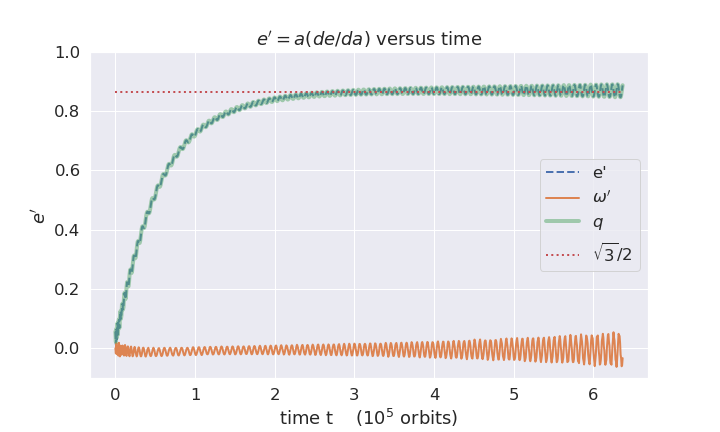 e′ = a(de/da) versus time
1.0
0.8
0.6
0.4
0.2
0.0
e′
e'
ω′
q
√3/2
0 1 2 3 4 5 6
time t (10⁵ orbits)